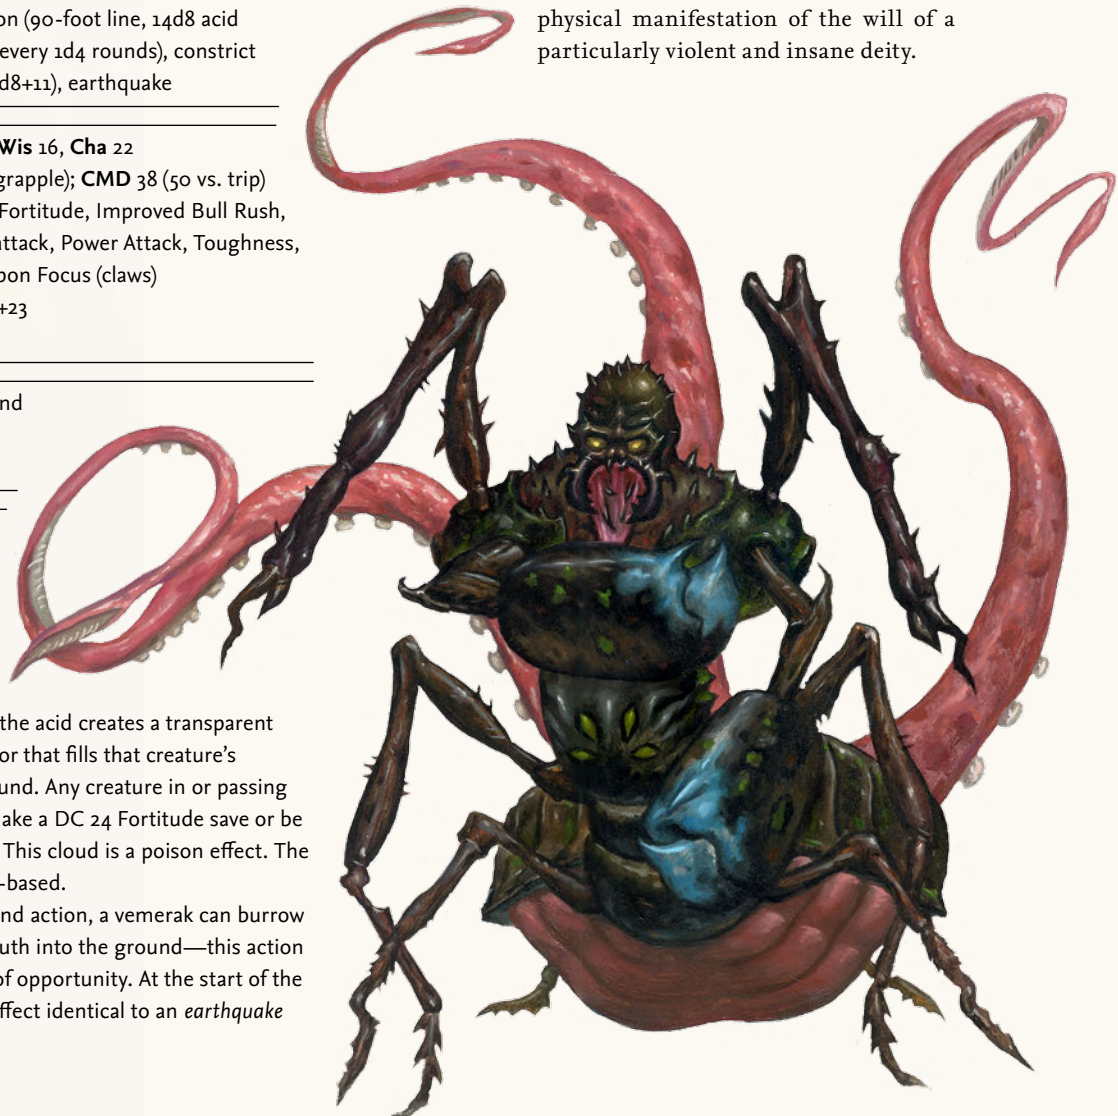 on (90-foot line, 14d8 acid
every 1d4 rounds), constrict
d8+11), earthquake
Wis 16, Cha 22
grapple); CMD 38 (50 vs. trip)
Fortitude, Improved Bull Rush,
attack, Power Attack, Toughness,
pon Focus (claws)
+23
nd
the acid creates a transparent
or that fills that creature’s
und. Any creature in or passing
ake a DC 24 Fortitude save or be
This cloud is a poison effect. The
-based.
nd action, a vemerak can burrow
uth into the ground—this action
of opportunity. At the start of the
ffect identical to an earthquake
physical manifestation of the will of a
particularly violent and insane deity.